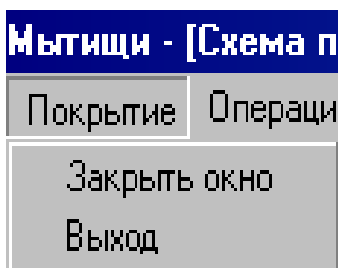 Мытищи - [Схема п
Покрытие Операци
Закрыть окно
Выход